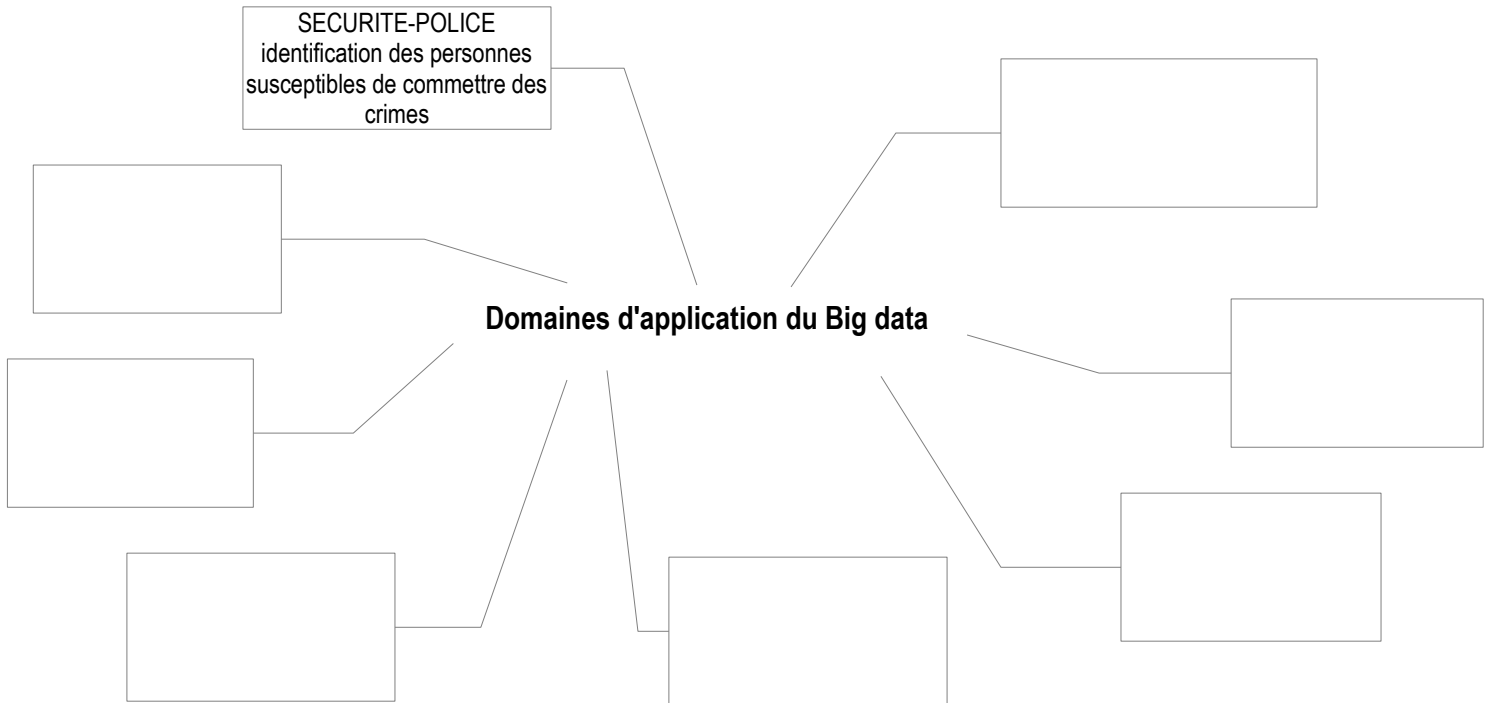 SECURITE-POLICE
identification des personnes
susceptibles de commettre des
crimes
Domaines d'application du Big data